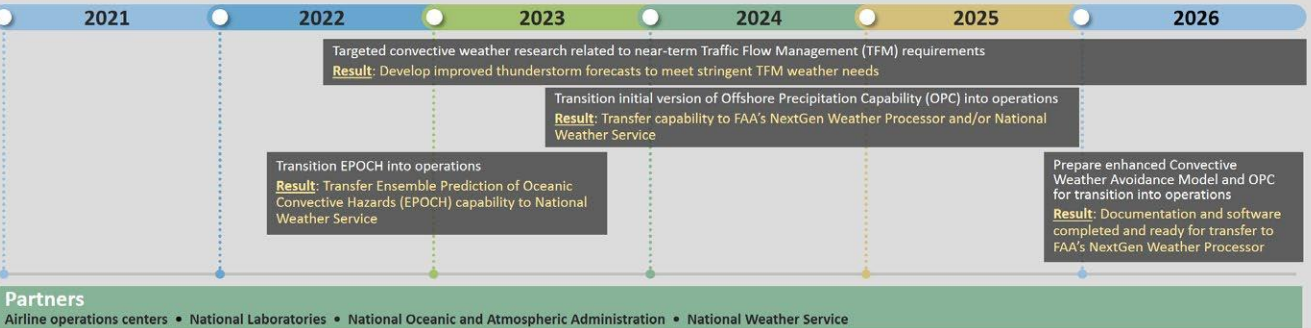 2021 2022 2023 2024 2025 2026
Targeted convective weather research related to near-term Traffic Flow Management (TFM) requirements
Result: Develop improved thunderstorm forecasts to meet stringent TFM weather needs
Transition initial version of Offshore Precipitation Capability (OPC) into operations
Result: Transfer capability to FAA's NextGen Weather Processor and/or National
Weather Service
Transition EPOCH into operations
Result: Transfer Ensemble Prediction of Oceanic
Convective Hazards (EPOCH) capability to National
Weather Service
Prepare enhanced Convective
Weather Avoidance Model and OPC
for transition into operations
Result: Documentation and software
completed and ready for transfer to
FAA's NextGen Weather Processor
Partners
Airline operations centers • National Laboratories • National Oceanic and Atmospheric Administration • National Weather Service